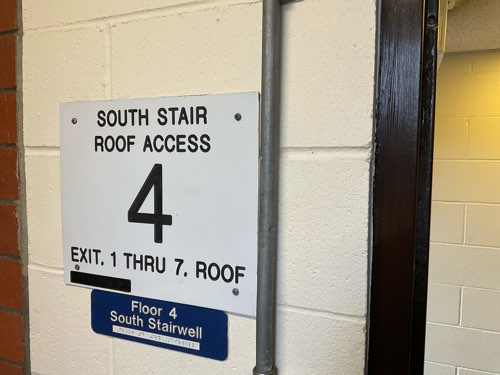 SOUTH STAIR
ROOF ACCESS
4
EXIT. 1 THRU 7. ROOF
Floor 4
South Stairwell